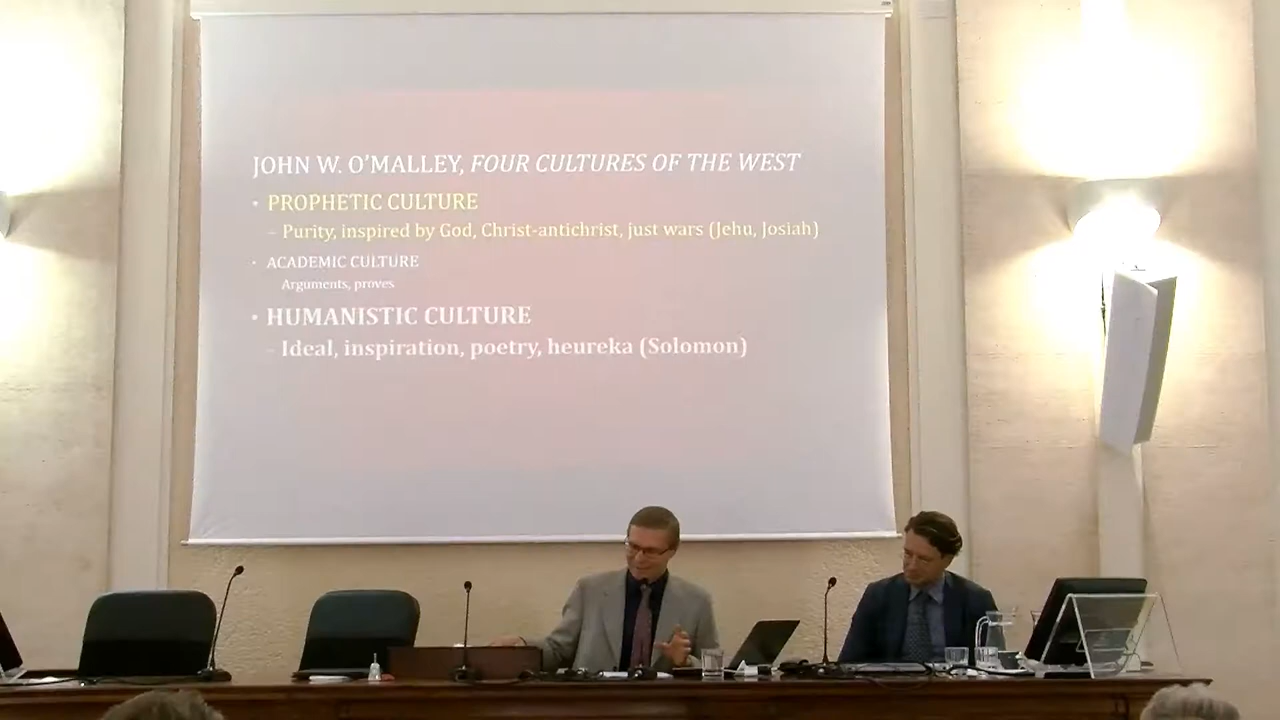 JOHN W. O'MALLEY, FOUR CULTURES OF THE WEST
• PROPHETIC CULTURE
– Purity, inspired by God, Christ-antichrist, just wars (Jehu, Josiah)
• ACADEMIC CULTURE
Arguments, proves
• HUMANISTIC CULTURE
– Ideal, inspiration, poetry, heureka (Solomon)